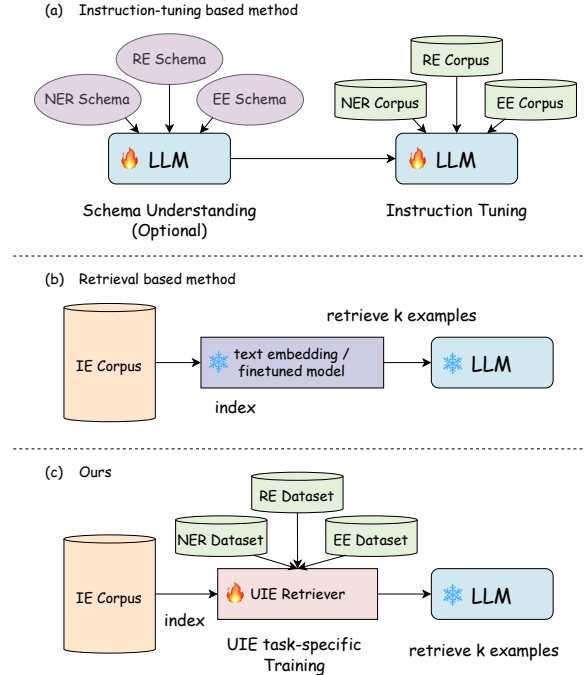 (a) Instruction-tuning based method
RE Schema
NER Schema
EE Schema
LLM
Schema Understanding
(Optional)
RE Corpus
NER Corpus
EE Corpus
LLM
Instruction Tuning
(b) Retrieval based method
IE Corpus
text embedding /
finetuned model
index
retrieve k examples
LLM
(c) Ours
RE Dataset
NER Dataset
EE Dataset
IE Corpus
index
UIE Retriever
UIE task-specific
Training
LLM
retrieve k examples